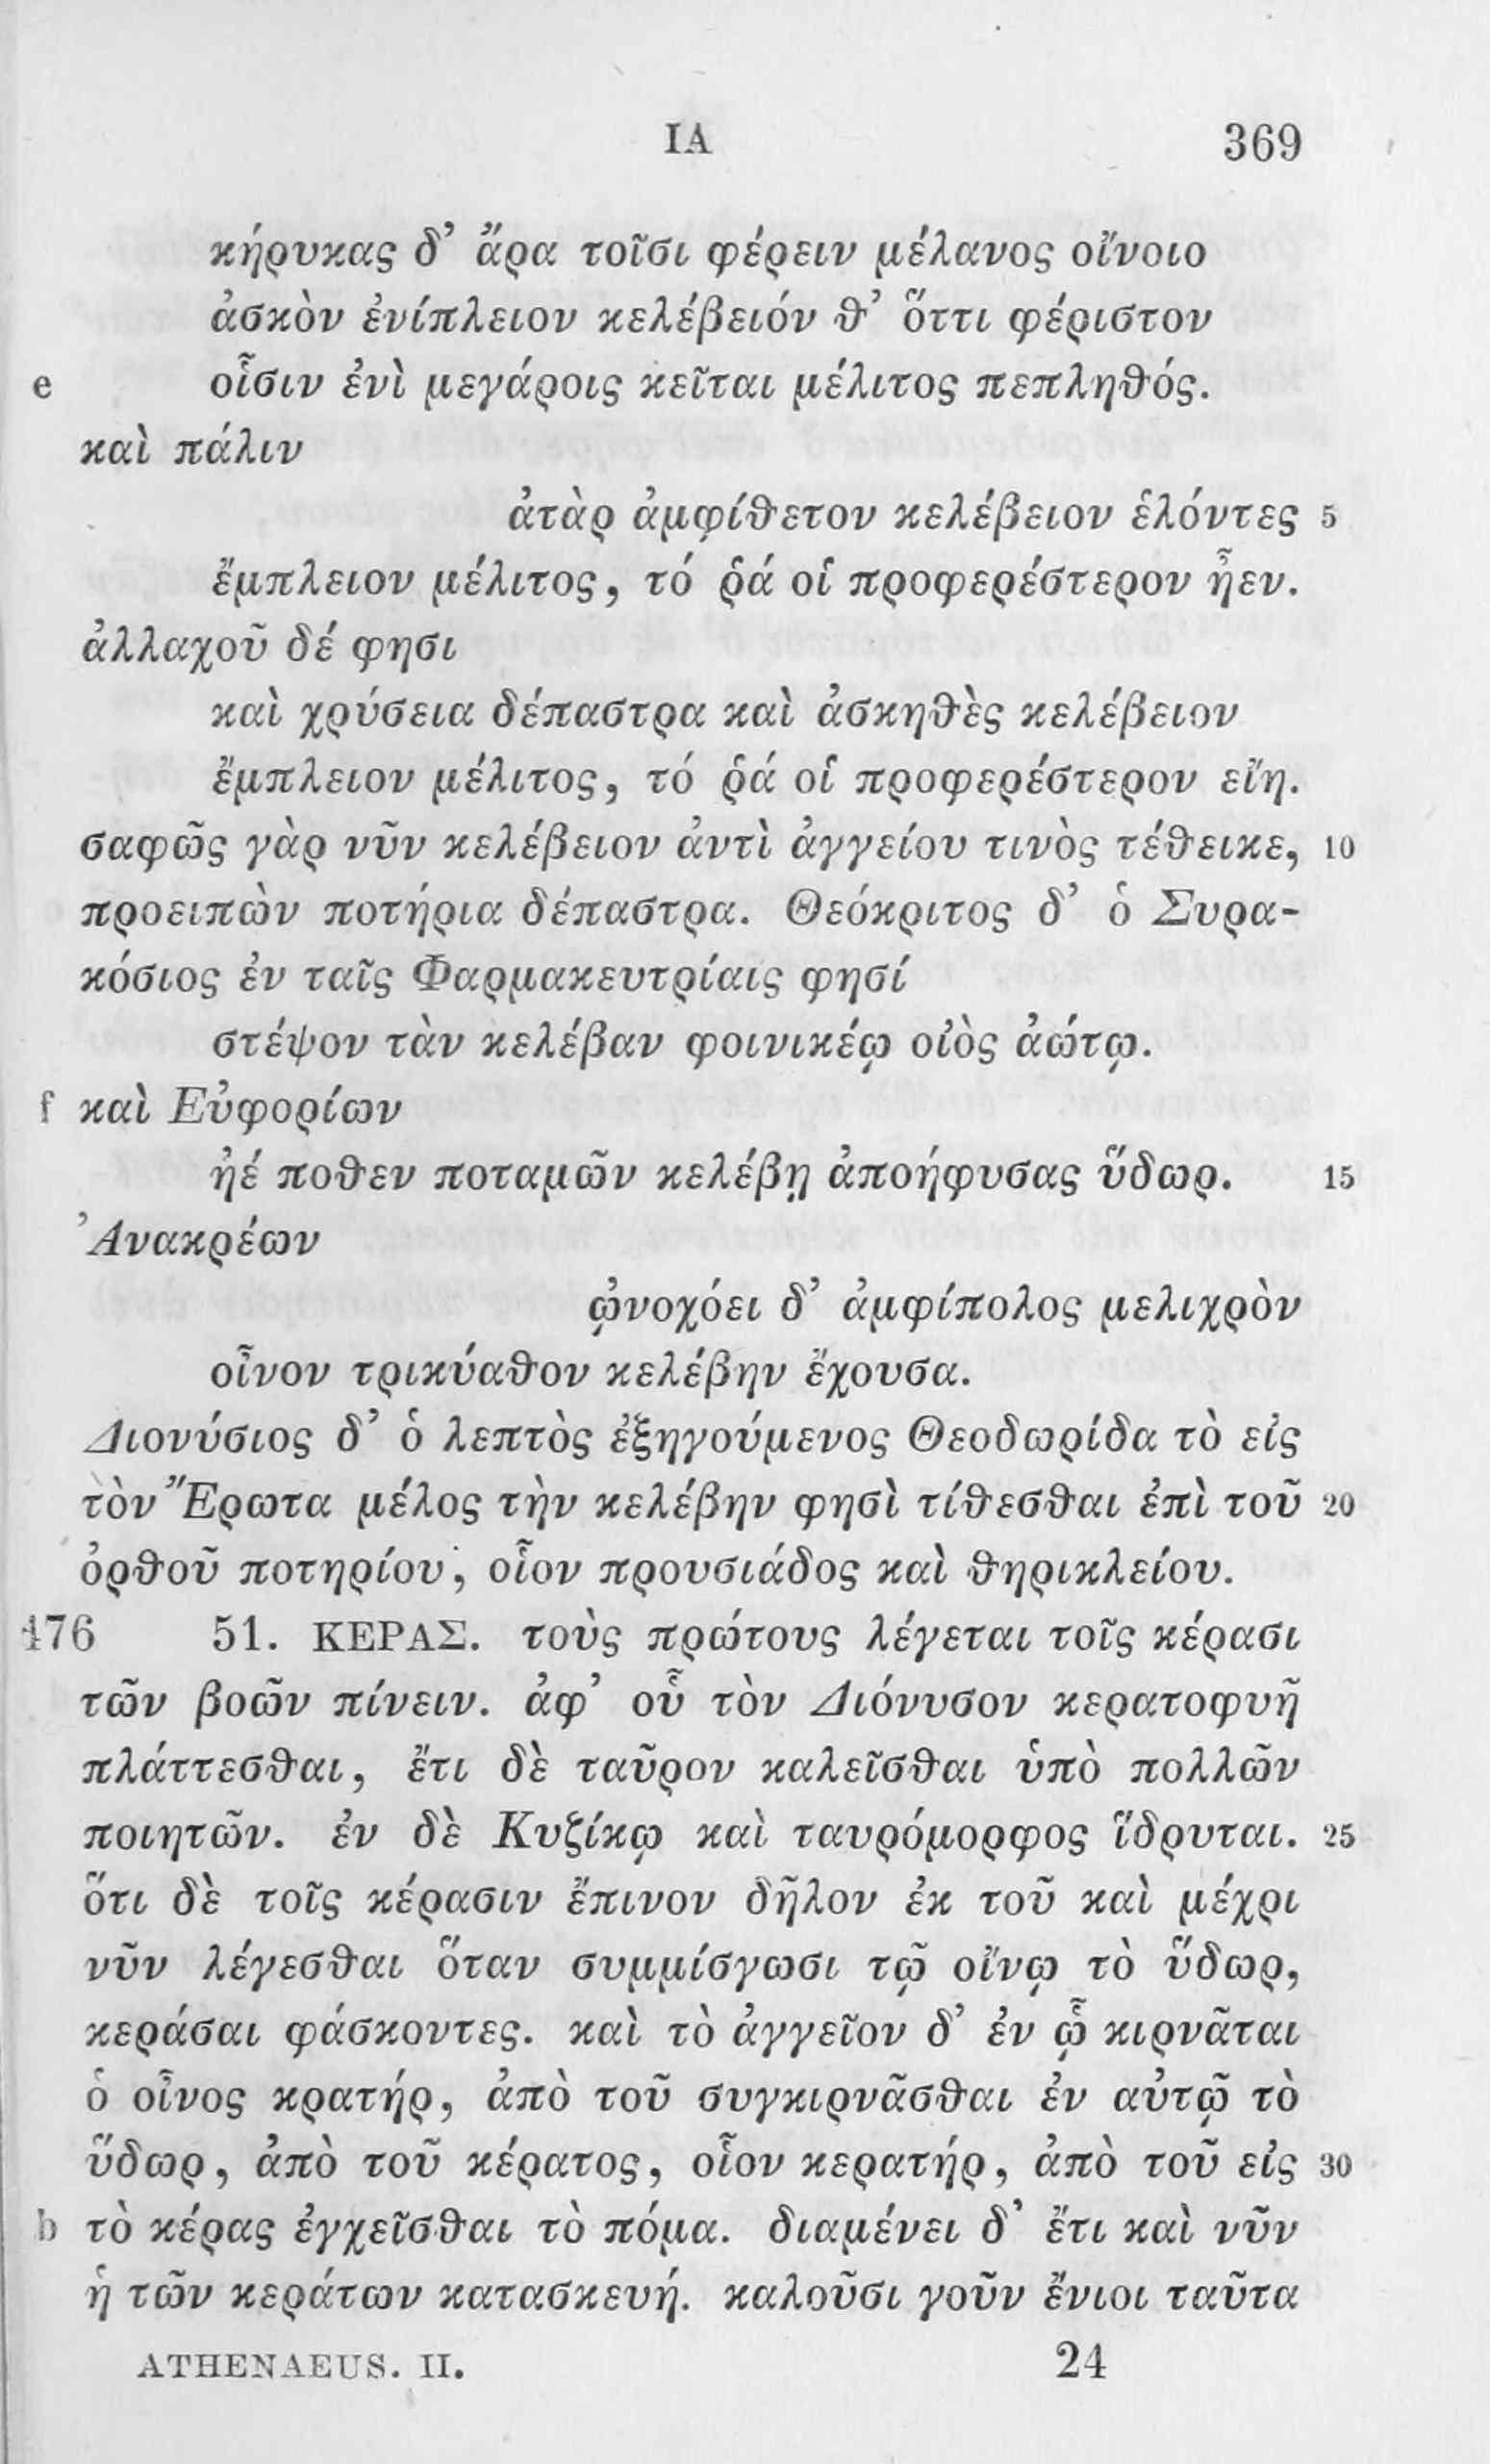 ΙΑ 369
κήρυκας δ’ ἄρα τοῖσι φέρειν μέλανος οἴνοιο
ἀσκὸν ἐνίπλειον κελέβειόν θ’ ὅττι φέριστον
e οἷσιν ἐνὶ μεγάροις κεῖται μέλιτος πεπληθός.
καὶ πάλιν
ἀτὰρ ἀμφίθετον κελέβειον ἑλόντες 5
ἔμπλειον μέλιτος, τό ῥά οἱ προφερέστερον ἦεν.
ἀλλαχοῦ δέ φησι
καὶ χρύσεια δέπαστρα καὶ ἀσκηθὲς κελέβειον
ἔμπλειον μέλιτος, τό ῥά οἱ προφερέστερον εἴη.
σαφῶς γὰρ νῦν κελέβειον ἀντὶ ἀγγείου τινὸς τέθεικε, 10
προειπὼν ποτήρια δέπαστρα. Θεόκριτος δ’ ὁ Συρα-
κόσιος ἐν ταῖς Φαρμακευτρίαις φησί
στέψον τὰν κελέβαν φοινικέῳ οἰὸς ἀώτῳ.
f καὶ Εὐφορίων
ἠέ ποθεν ποταμῶν κελέβῃ ἀποήφυσας ὕδωρ. 15
Ἀνακρέων
ᾠνοχόει δ’ ἀμφίπολος μελιχρὸν
οἶνον τρικύαθον κελέβην ἔχουσα.
Διονύσιος δ’ ὁ λεπτὸς ἐξηγούμενος Θεοδωρίδα τὸ εἰς
τὸν Ἔρωτα μέλος τὴν κελέβην φησὶ τίθεσθαι ἐπὶ τοῦ 20
ὀρθοῦ ποτηρίου, οἷον προυσιάδος καὶ θηρικλείου.
476 51. ΚΕΡΑΣ. τοὺς πρώτους λέγεται τοῖς κέρασι
τῶν βοῶν πίνειν. ἀφ’ οὗ τὸν Διόνυσον κερατοφυῆ
πλάττεσθαι, ἔτι δὲ ταῦρον καλεῖσθαι ὑπὸ πολλῶν
ποιητῶν. ἐν δὲ Κυζίκῳ καὶ ταυρόμορφος ἵδρυται. 25
ὅτι δὲ τοῖς κέρασιν ἔπινον δῆλον ἐκ τοῦ καὶ μέχρι
νῦν λέγεσθαι ὅταν συμμίσγωσι τῷ οἴνῳ τὸ ὕδωρ,
κεράσαι φάσκοντες. καὶ τὸ ἀγγεῖον δ’ ἐν ᾧ κιρνᾶται
ὁ οἶνος κρατήρ, ἀπὸ τοῦ συγκιρνᾶσθαι ἐν αὐτῷ τὸ
ὕδωρ, ἀπὸ τοῦ κέρατος, οἷον κερατήρ, ἀπὸ τοῦ εἰς 30
b τὸ κέρας ἐγχεῖσθαι τὸ πόμα. διαμένει δ’ ἔτι καὶ νῦν
ἡ τῶν κεράτων κατασκευή. καλοῦσι γοῦν ἔνιοι ταῦτα
ATHENAEUS. II. 24